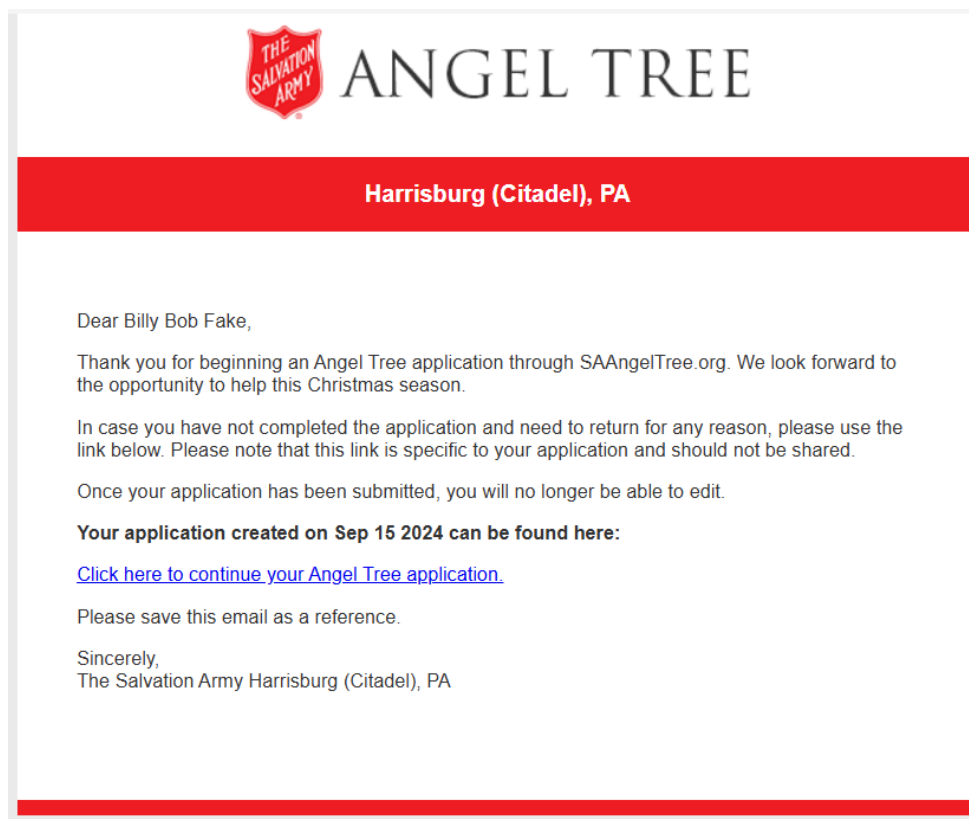 THE
SALVATION
ARMY
ANGEL TREE
Harrisburg (Citadel), PA
Dear Billy Bob Fake,
Thank you for beginning an Angel Tree application through SAAngelTree.org. We look forward to
the opportunity to help this Christmas season.
In case you have not completed the application and need to return for any reason, please use the
link below. Please note that this link is specific to your application and should not be shared.
Once your application has been submitted, you will no longer be able to edit.
Your application created on Sep 15 2024 can be found here:
Click here to continue your Angel Tree application.
Please save this email as a reference.
Sincerely,
The Salvation Army Harrisburg (Citadel), PA